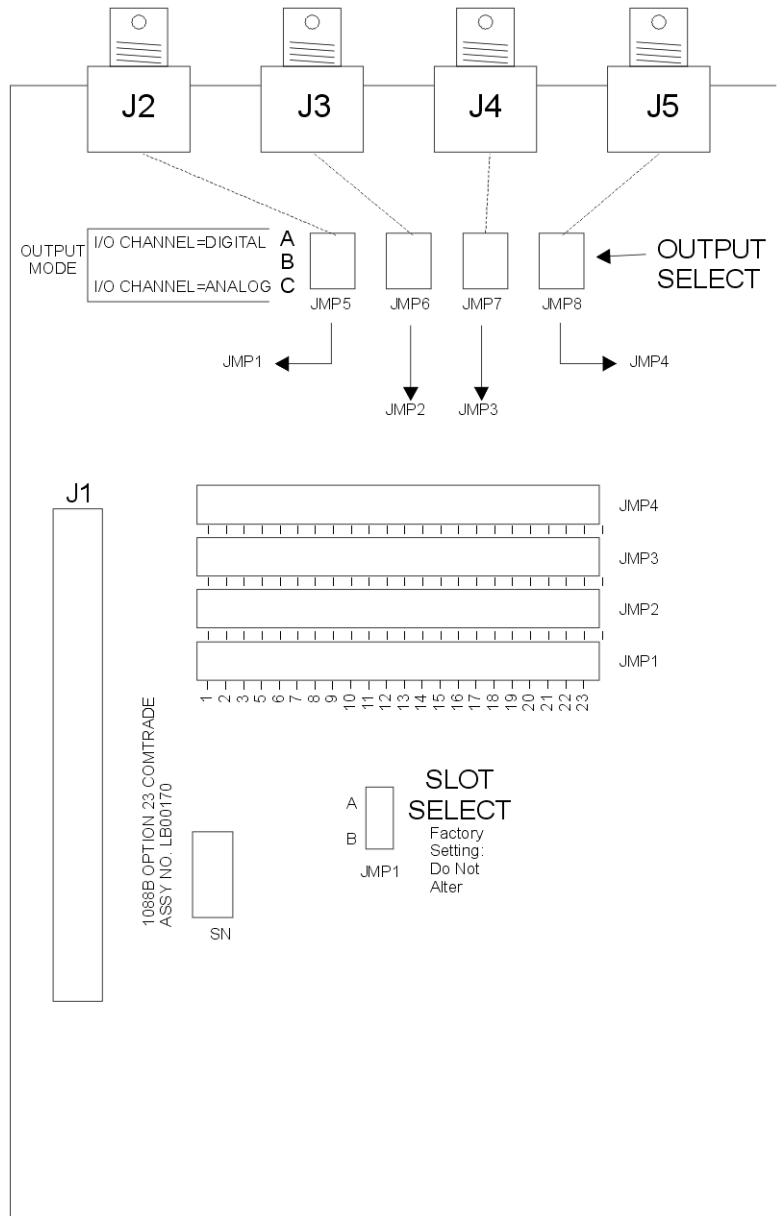 J2
J3
J4
J5
OUTPUT
MODE
I/O CHANNEL=DIGITAL
I/O CHANNEL=ANALOG
A
B
C
JMP5
JMP6
JMP7
JMP8
OUTPUT
SELECT
JMP1
JMP2
JMP3
JMP4
J1
JMP4
JMP3
JMP2
JMP1
1
2
3
5
6
7
8
9
10
11
12
13
14
15
16
17
18
19
20
21
22
23
1088B OPTION 23 COMTRADE
ASSY NO. LB00170
SN
A
B
JMP1
SLOT
SELECT
Factory
Setting:
Do Not
Alter